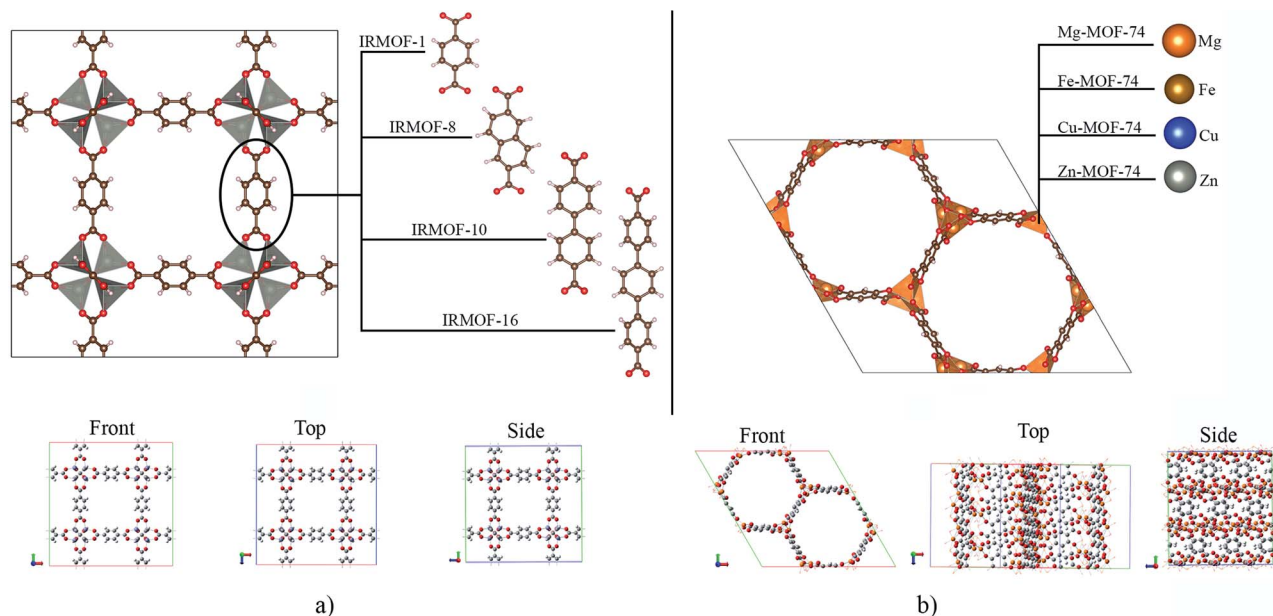 IRMOF-1
IRMOF-8
IRMOF-10
IRMOF-16
Front
Top
Side
a)
Mg-MOF-74
Mg
Fe-MOF-74
Fe
Cu-MOF-74
Cu
Zn-MOF-74
Zn
Front
Top
Side
b)